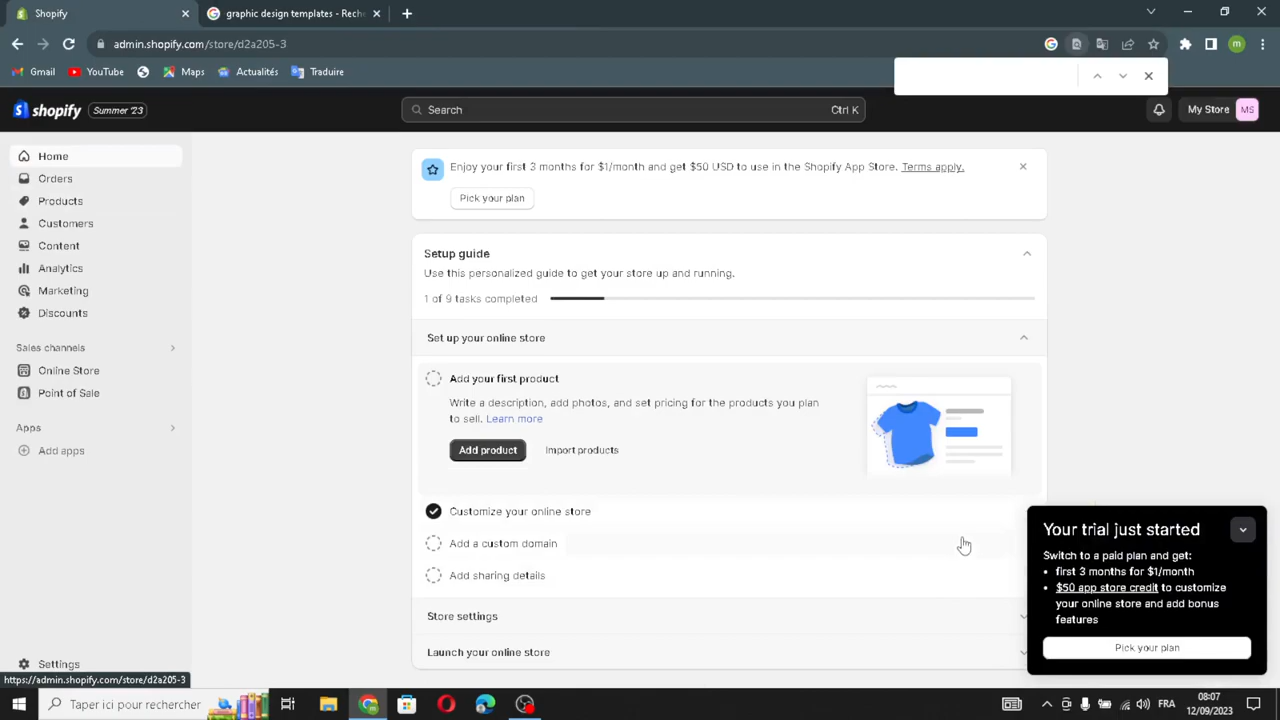 Shopify
graphic design templates - Reche
admin.shopify.com/store/d2a205-3
m
Gmail
YouTube
Maps
Actualités
Traduire
shopify
Summer '23
Search
Ctrl K
My Store
MS
Home
Orders
Products
Customers
Content
Analytics
Marketing
Discounts
Sales channels
Online Store
Point of Sale
Apps
Add apps
Settings
https://admin.shopify.com/store/d2a205-3
Enjoy your first 3 months for $1/month and get $50 USD to use in the Shopify App Store. Terms apply.
Pick your plan
Setup guide
Use this personalized guide to get your store up and running.
1 of 9 tasks completed
Set up your online store
Add your first product
Write a description, add photos, and set pricing for the products you plan
to sell. Learn more
Add product
Import products
Customize your online store
Add a custom domain
Add sharing details
Store settings
Launch your online store
Your trial just started
Switch to a paid plan and get:
• first 3 months for $1/month
• $50 app store credit to customize
your online store and add bonus
features
Pick your plan
Taper ici pour rechercher
FRA
08:07
12/09/2023